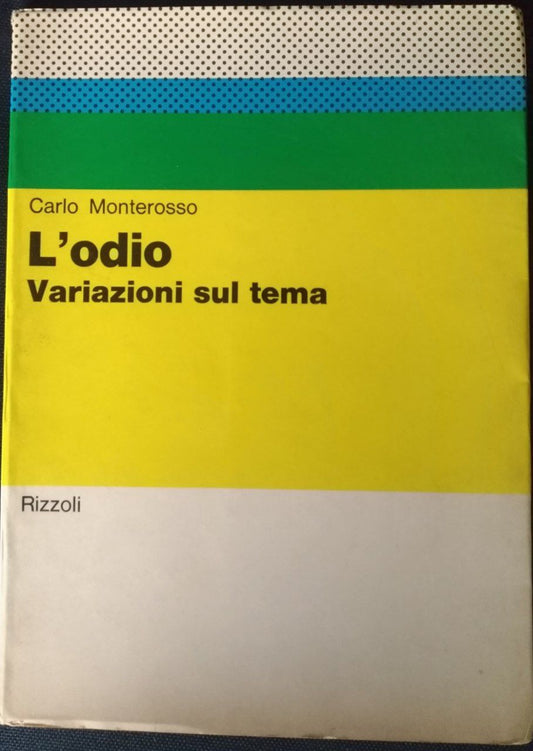 Carlo Monterosso
L'odio
Variazioni sul tema
Rizzoli